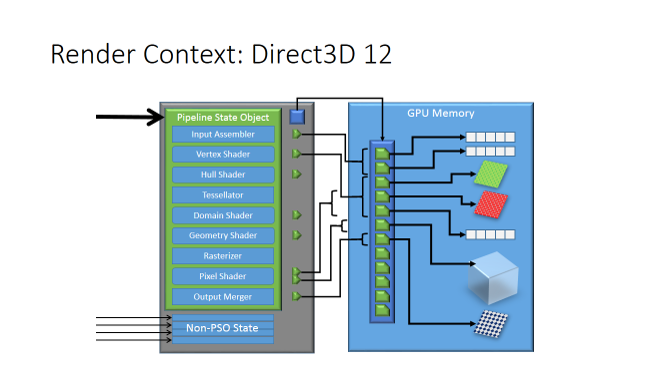 Render Context: Direct3D 12
Pipeline State Object
GPU Memory
Input Assembler
Vertex Shader
Hull Shader
Tessellator
Domain Shader
Geometry Shader
Rasterizer
Pixel Shader
Output Merger
Non-PSO State